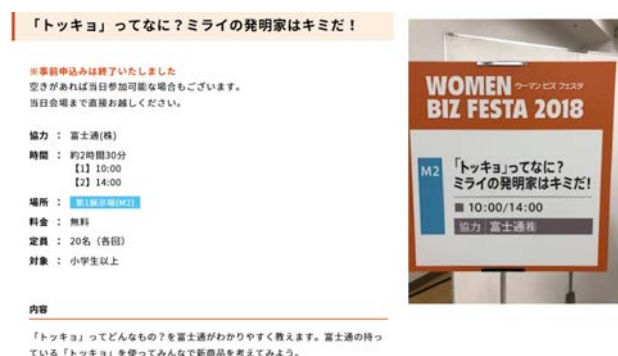 「トッキョ」ってなに？ミライの発明家はキミだ！
※事前申込みは終了いたしました
空きがあれば当日参加可能な場合もございます。
当日会場まで直接お越しください。
協力 ： 富士通(株)
時間 ： 約2時間30分
【1】10:00
【2】14:00
場所 ： 第1展示場(M2)
料金 ： 無料
定員 ： 20名（各回）
対象 ： 小学生以上
内容
「トッキョ」ってどんなもの？を富士通がわかりやすく教えます。富士通の持っ
ている「トッキョ」を使ってみんなで新商品を考えてみよう。
WOMEN ウーマン ビズ フェスタ
BIZ FESTA 2018
M2
「トッキョ」ってなに？
ミライの発明家はキミだ!
■ 10:00/14:00
協力 富士通㈱